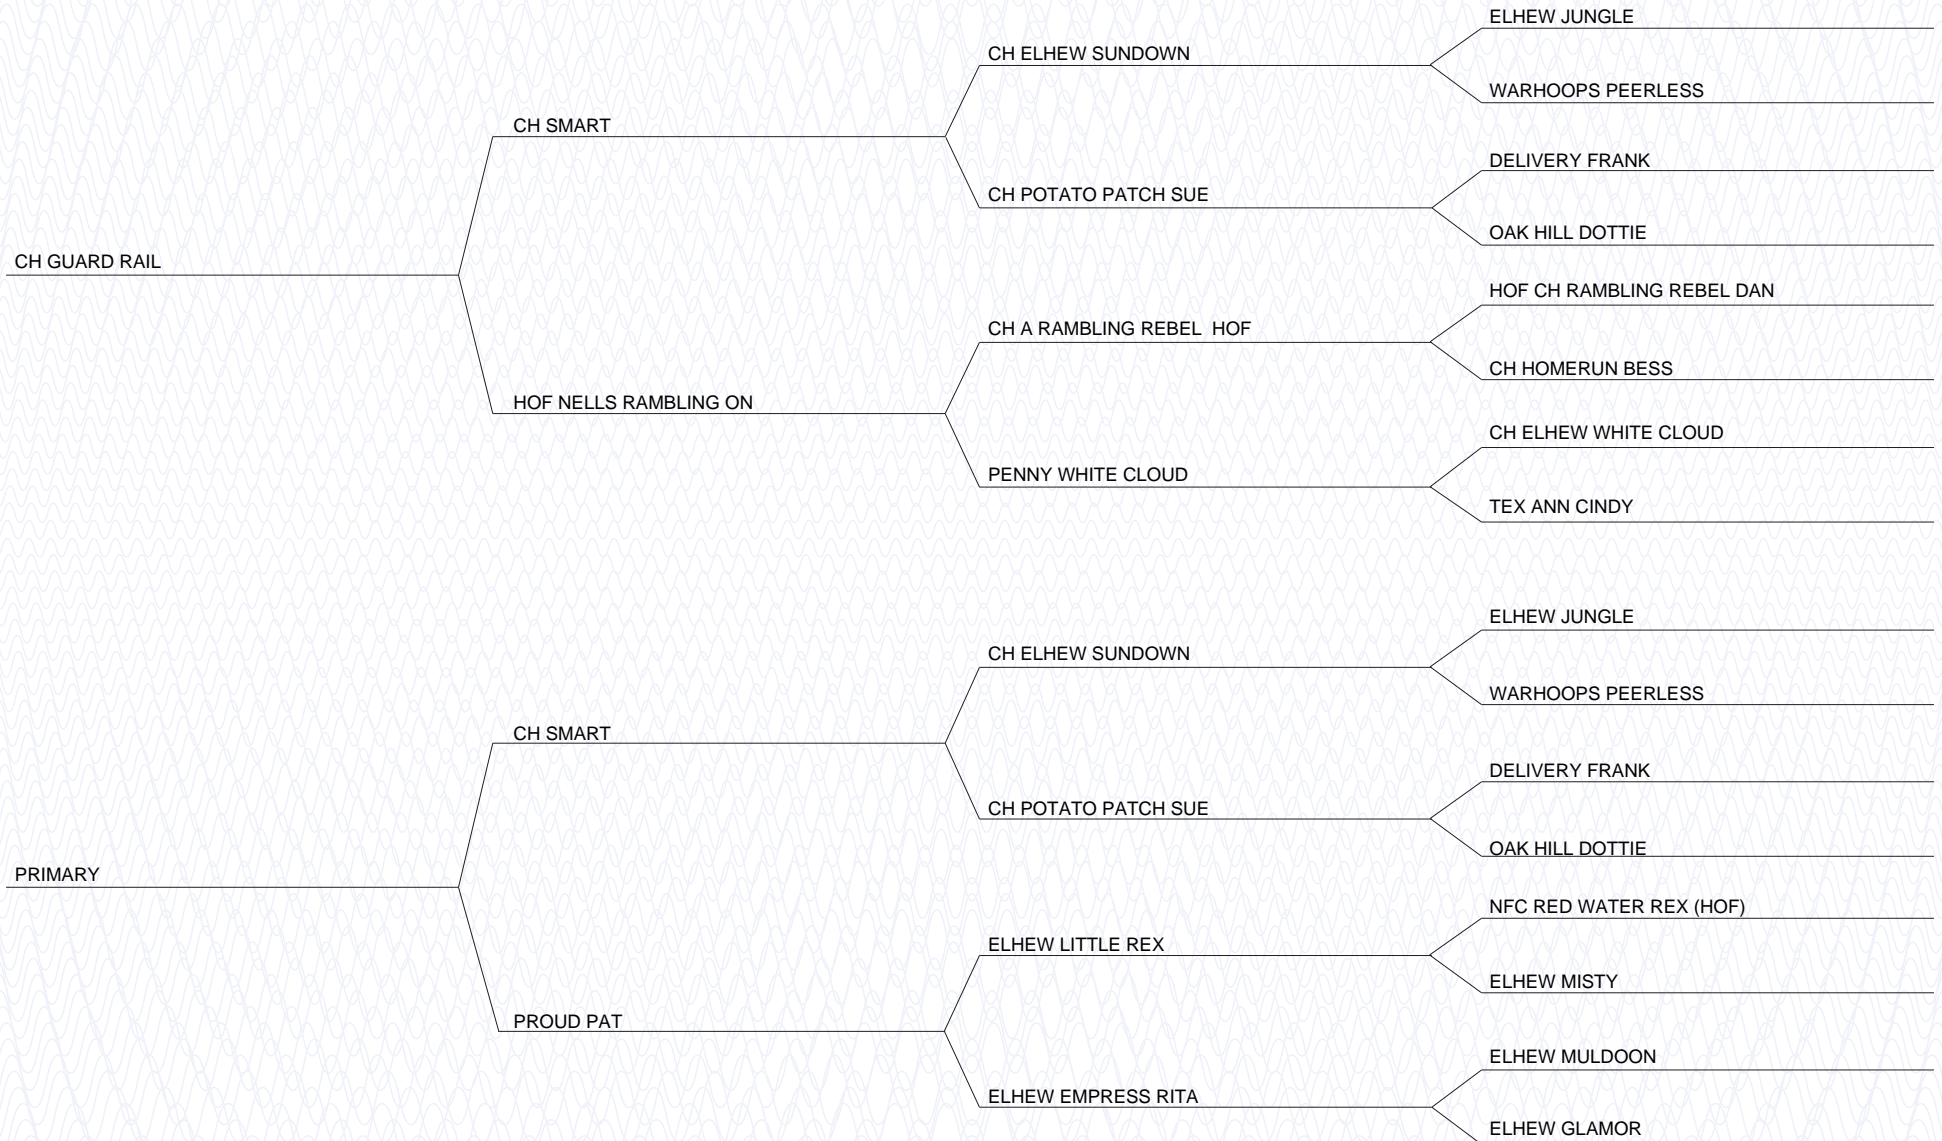 ELHEW JUNGLE
CH ELHEW SUNDOWN
WARHOOPS PEERLESS
CH SMART
DELIVERY FRANK
CH POTATO PATCH SUE
OAK HILL DOTTIE
CH GUARD RAIL
HOF CH RAMBLING REBEL DAN
CH A RAMBLING REBEL  HOF
CH HOMERUN BESS
HOF NELLS RAMBLING ON
CH ELHEW WHITE CLOUD
PENNY WHITE CLOUD
TEX ANN CINDY
ELHEW JUNGLE
CH ELHEW SUNDOWN
WARHOOPS PEERLESS
CH SMART
DELIVERY FRANK
CH POTATO PATCH SUE
OAK HILL DOTTIE
PRIMARY
NFC RED WATER REX (HOF)
ELHEW LITTLE REX
ELHEW MISTY
PROUD PAT
ELHEW MULDOON
ELHEW EMPRESS RITA
ELHEW GLAMOR